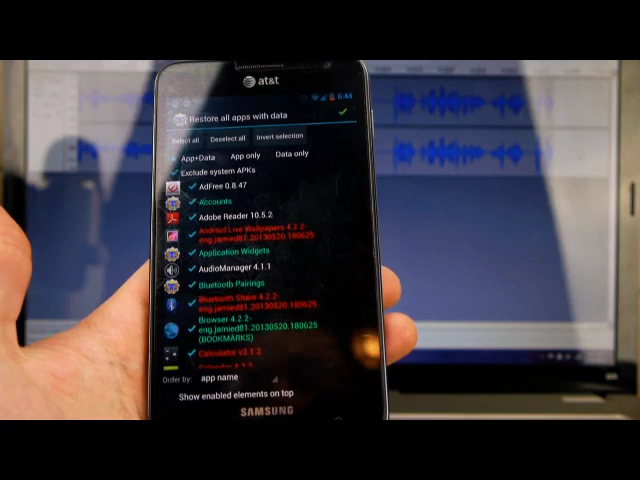 at&t
6:44
Restore all apps with data
Select all Deselect all Invert selection
App+Data App only Data only
Exclude system APKs
AdFree 0.8.47
Accounts
Adobe Reader 10.5.2
Android Live Wallpapers 4.2.2-
eng.jamied81.20130520.180625
Application Widgets
AudioManager 4.1.1
Bluetooth Pairings
Bluetooth Share 4.2.2-
eng.jamied81.20130520.180625
Browser 4.2.2-
eng.jamied81.20130520.180625
(BOOKMARKS)
Calculator v3.1.2
Calendar 4.2.2-
Order by: app name
Show enabled elements on top
SAMSUNG